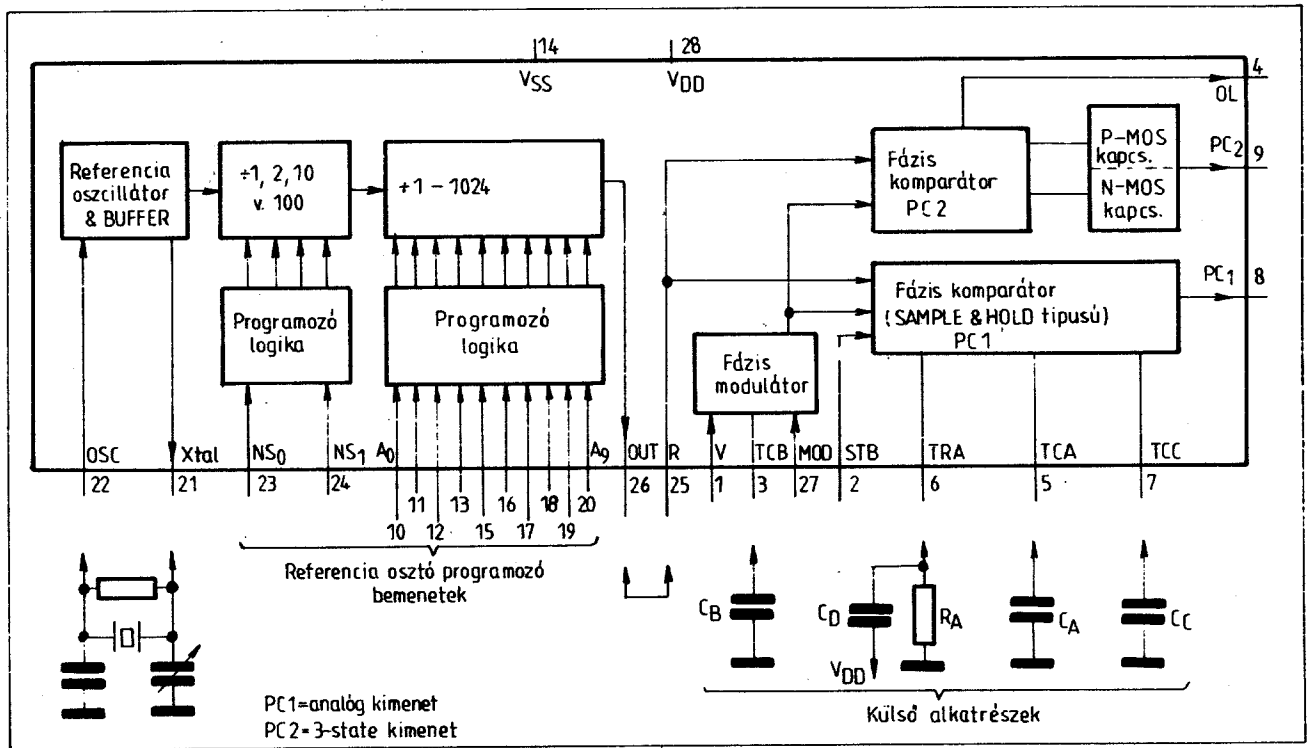 14
28
VSS
VDD
4
OL
Referencia
oszcillátor
& BUFFER
÷1, 2, 10
v. 100
÷1 – 1024
Fázis
komparátor
PC2
P-MOS
kapcs.
N-MOS
kapcs.
PC2
9
Programozó
logika
Programozó
logika
Fázis
modulátor
Fázis komparátor
(SAMPLE & HOLD tipusú)
PC1
PC1
8
OSC
Xtal
NS0
NS1
A0
A9
OUT
R
V
TCB
MOD
STB
TRA
TCA
TCC
22
21
23
24
10
11
12
13
15
16
17
18
19
20
26
25
1
3
27
2
6
5
7
Referencia osztó programozó
bemenetek
CB
CD
RA
CA
CC
VDD
Külső alkatrészek
PC1=analóg kimenet
PC2=3-state kimenet